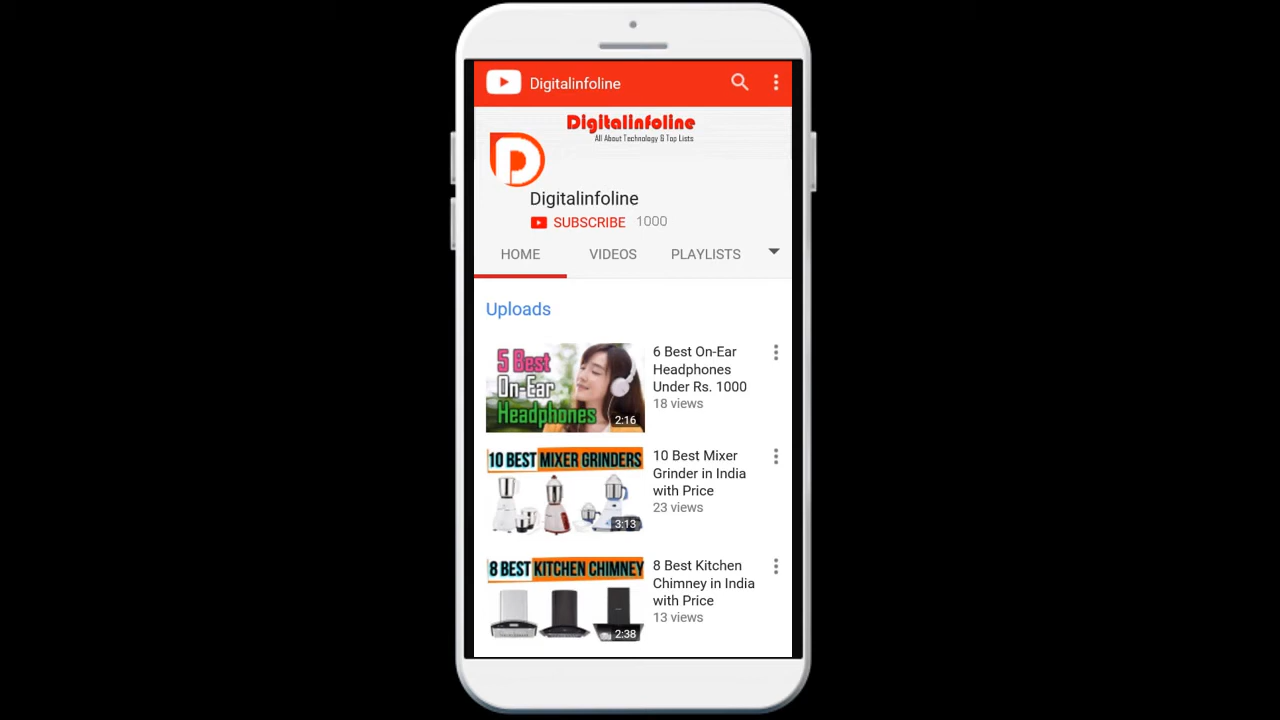 Digitalinfoline
Digitalinfoline
All About Technology & Top Lists
D
Digitalinfoline
SUBSCRIBE 1000
HOME VIDEOS PLAYLISTS
Uploads
5 Best
On-Ear
Headphones
2:16
6 Best On-Ear
Headphones
Under Rs. 1000
18 views
10 BEST MIXER GRINDERS
3:13
10 Best Mixer
Grinder in India
with Price
23 views
8 BEST KITCHEN CHIMNEY
2:38
8 Best Kitchen
Chimney in India
with Price
13 views